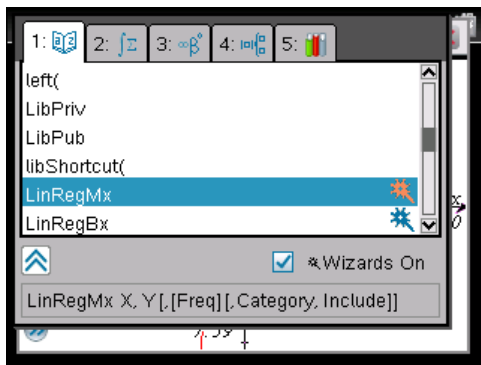 1: 2: ∫Σ 3: ∞β° 4: 5:
left(
LibPriv
LibPub
libShortcut(
LinRegMx
LinRegBx
Wizards On
LinRegMx X, Y[,[Freq][,Category, Include]]